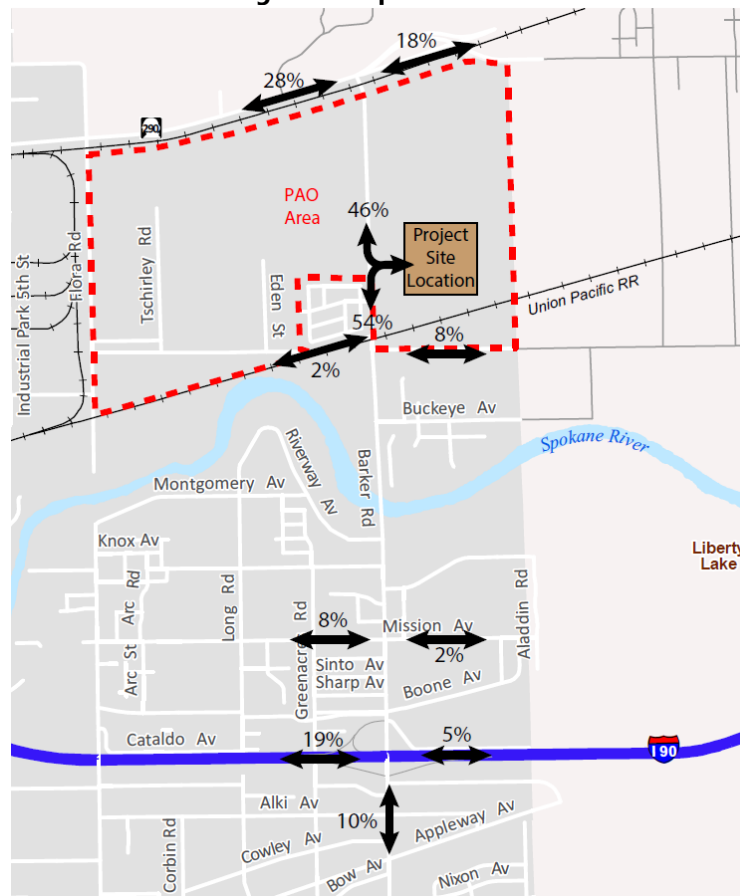 18%
28%
290
PAO
Area
46%
Project
Site
Location
Flora Rd
Tschirley Rd
Eden St
Industrial Park 5th St
54%
Union Pacific RR
8%
2%
Buckeye Av
Spokane River
Riverway Av
Barker Rd
Montgomery Av
Knox Av
Liberty
Lake
Arc Rd
Long Rd
Greenacre Rd
Aladdin Rd
8%
Mission Av
2%
Arc St
Sinto Av
Sharp Av
Boone Av
Cataldo Av
19%
5%
I 90
Alki Av
10%
Appleway Av
Corbin Rd
Cowley Av
Bow Av
Nixon Av